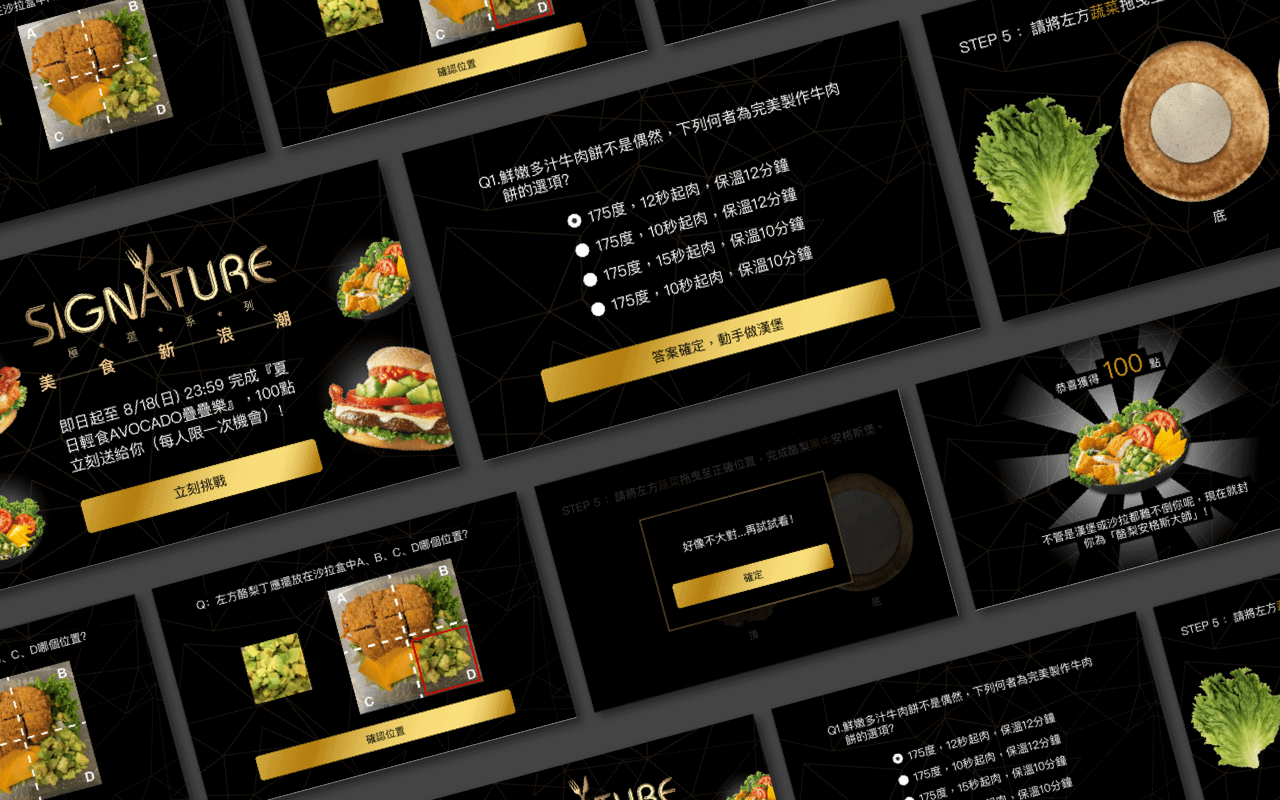 在沙拉盒中A
A
B
C
D
C
D
確認位置
Q1.鮮嫩多汁牛肉餅不是偶然，下列何者為完美製作牛肉
餅的選項?
175度，12秒起肉，保溫12分鐘
175度，10秒起肉，保溫12分鐘
175度，15秒起肉，保溫10分鐘
175度，10秒起肉，保溫10分鐘
答案確定，動手做漢堡
STEP 5： 請將左方蔬菜拖曳至
底
SIGNATURE
極 選 系 列
美 食 新 浪 潮
即日起至 8/18(日) 23:59 完成『夏
日輕食AVOCADO疊疊樂』，100點
立刻送給你（每人限一次機會）！
立刻挑戰
恭喜獲得 100 點
不管是漢堡或沙拉都難不倒你呢，現在就封
你為「酪梨安格斯大師」！
STEP 5： 請將左方蔬菜拖曳至正確位置，完成酪梨黑牛安格斯堡。
好像不大對...再試試看！
確定
頂
底
Q：左方酪梨丁應擺放在沙拉盒中A、B、C、D哪個位置?
A
B
C
D
確認位置
、C、D哪個位置?
B
C
D
Q1.鮮嫩多汁牛肉餅不是偶然，下列何者為完美製作牛肉
餅的選項?
175度，12秒起肉，保溫12分鐘
175度，10秒起肉，保溫12分鐘
175度，15秒起肉，保溫10分鐘
175度，10秒起肉，保溫10分鐘
STEP 5： 請將左方